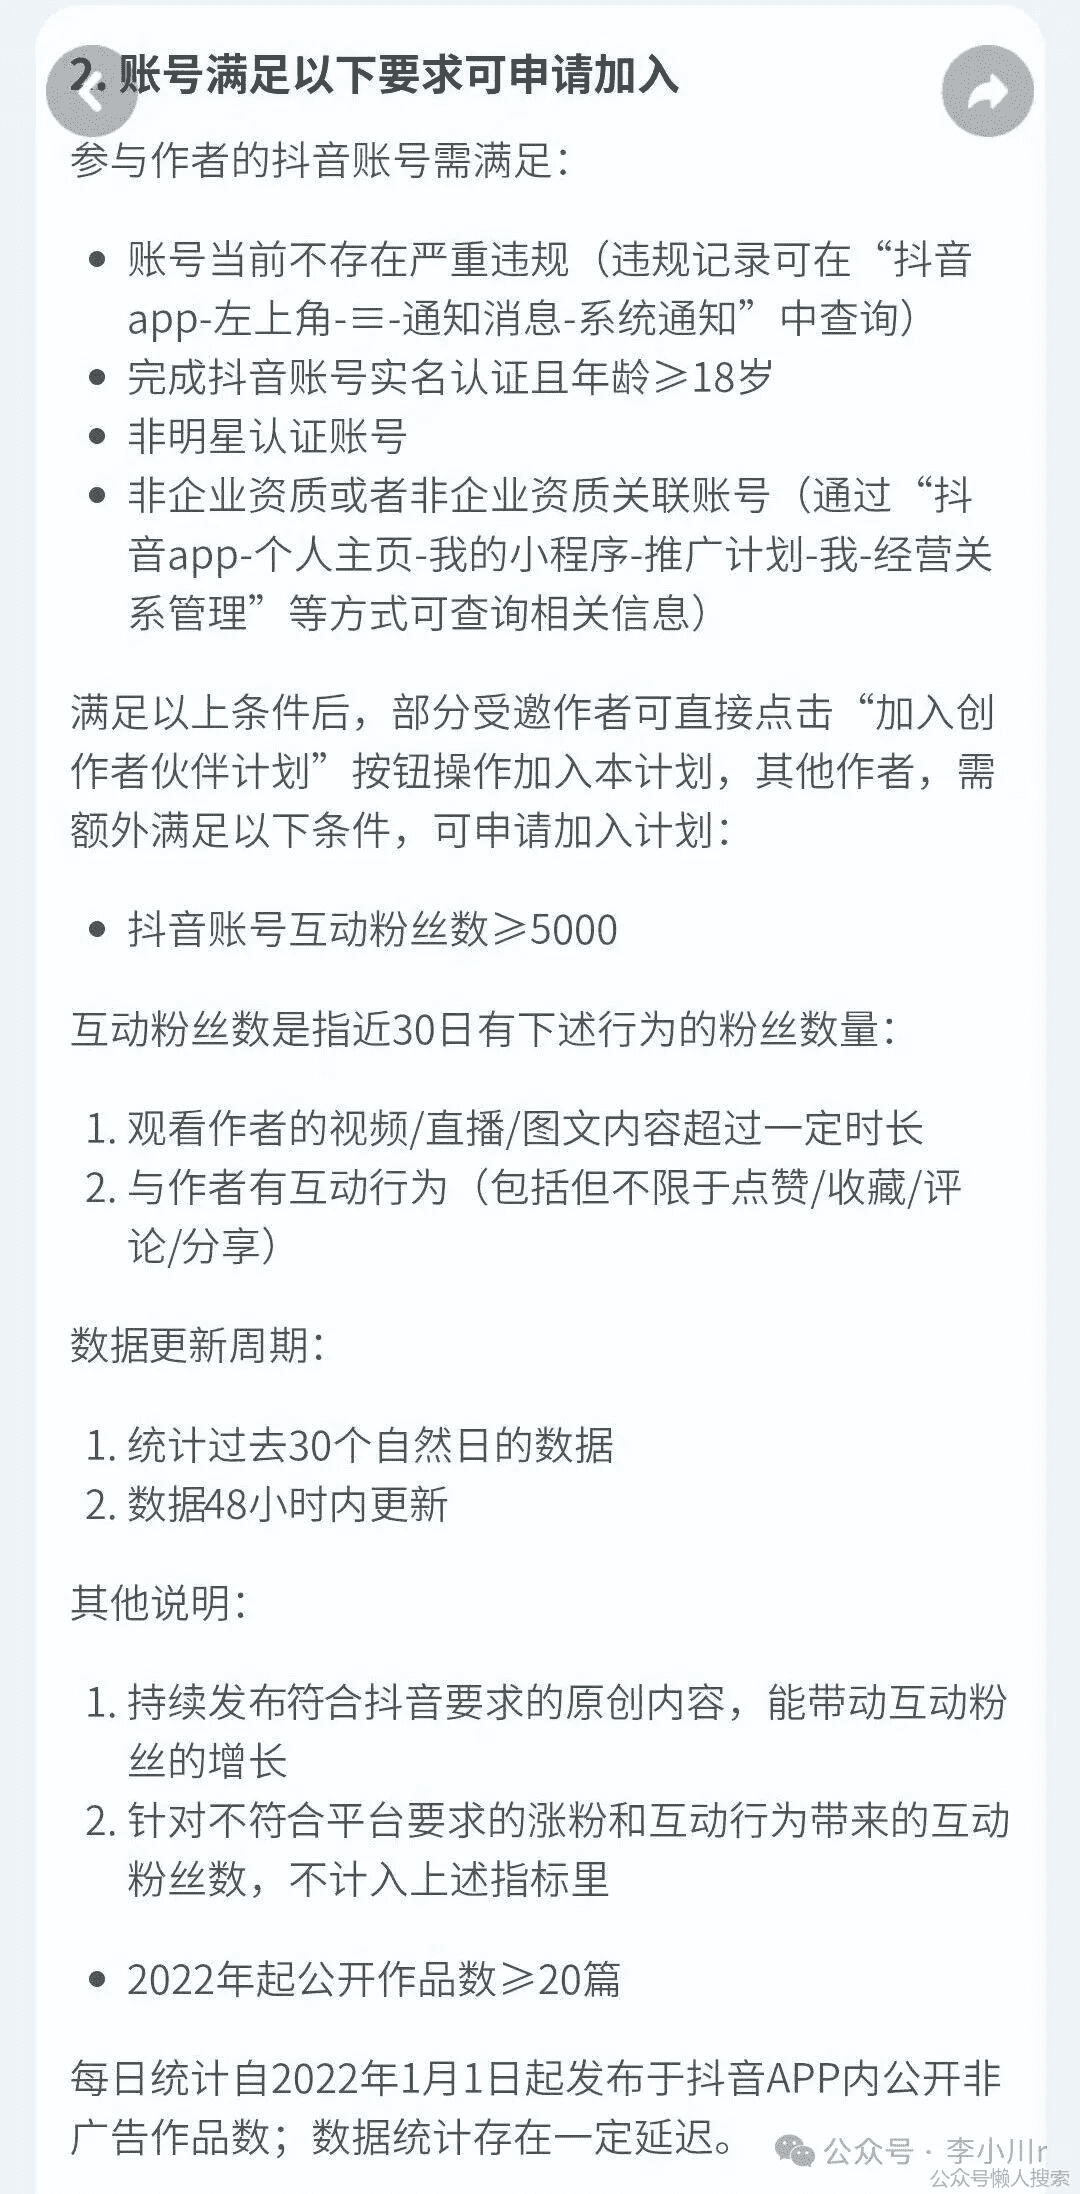 2. 账号满足以下要求可申请加入
参与作者的抖音账号需满足：
• 账号当前不存在严重违规（违规记录可在“抖音
app-左上角-≡-通知消息-系统通知”中查询）
• 完成抖音账号实名认证且年龄≥18岁
• 非明星认证账号
• 非企业资质或者非企业资质关联账号（通过“抖
音app-个人主页-我的小程序-推广计划-我-经营关
系管理”等方式可查询相关信息）
满足以上条件后，部分受邀作者可直接点击“加入创
作者伙伴计划”按钮操作加入本计划，其他作者，需
额外满足以下条件，可申请加入计划：
• 抖音账号互动粉丝数≥5000
互动粉丝数是指近30日有下述行为的粉丝数量：
1. 观看作者的视频/直播/图文内容超过一定时长
2. 与作者有互动行为（包括但不限于点赞/收藏/评
论/分享）
数据更新周期：
1. 统计过去30个自然日的数据
2. 数据48小时内更新
其他说明：
1. 持续发布符合抖音要求的原创内容，能带动互动粉
丝的增长
2. 针对不符合平台要求的涨粉和互动行为带来的互动
粉丝数，不计入上述指标里
• 2022年起公开作品数≥20篇
每日统计自2022年1月1日起发布于抖音APP内公开非
广告作品数；数据统计存在一定延迟。
公众号 · 李小川r
公众号懒人搜索